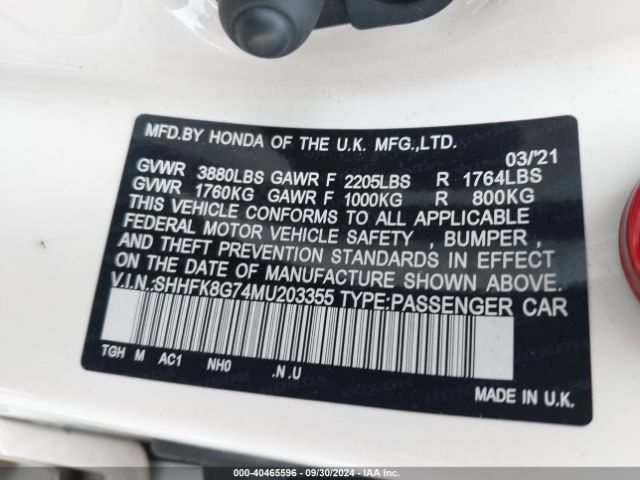 MFD.BY HONDA OF THE U.K. MFG.,LTD.
03/'21
GVWR 3880LBS GAWR F 2205LBS R 1764LBS
GVWR 1760KG GAWR F 1000KG R 800KG
THIS VEHICLE CONFORMS TO ALL APPLICABLE
FEDERAL MOTOR VEHICLE SAFETY , BUMPER ,
AND THEFT PREVENTION STANDARDS IN EFFECT
ON THE DATE OF MANUFACTURE SHOWN ABOVE.
V.I.N.:SHHFK8G74MU203355 TYPE:PASSENGER CAR
TGH M AC1 NH0 .N.U
MADE IN U.K.
000-40465596 - 09/30/2024 - IAA Inc.